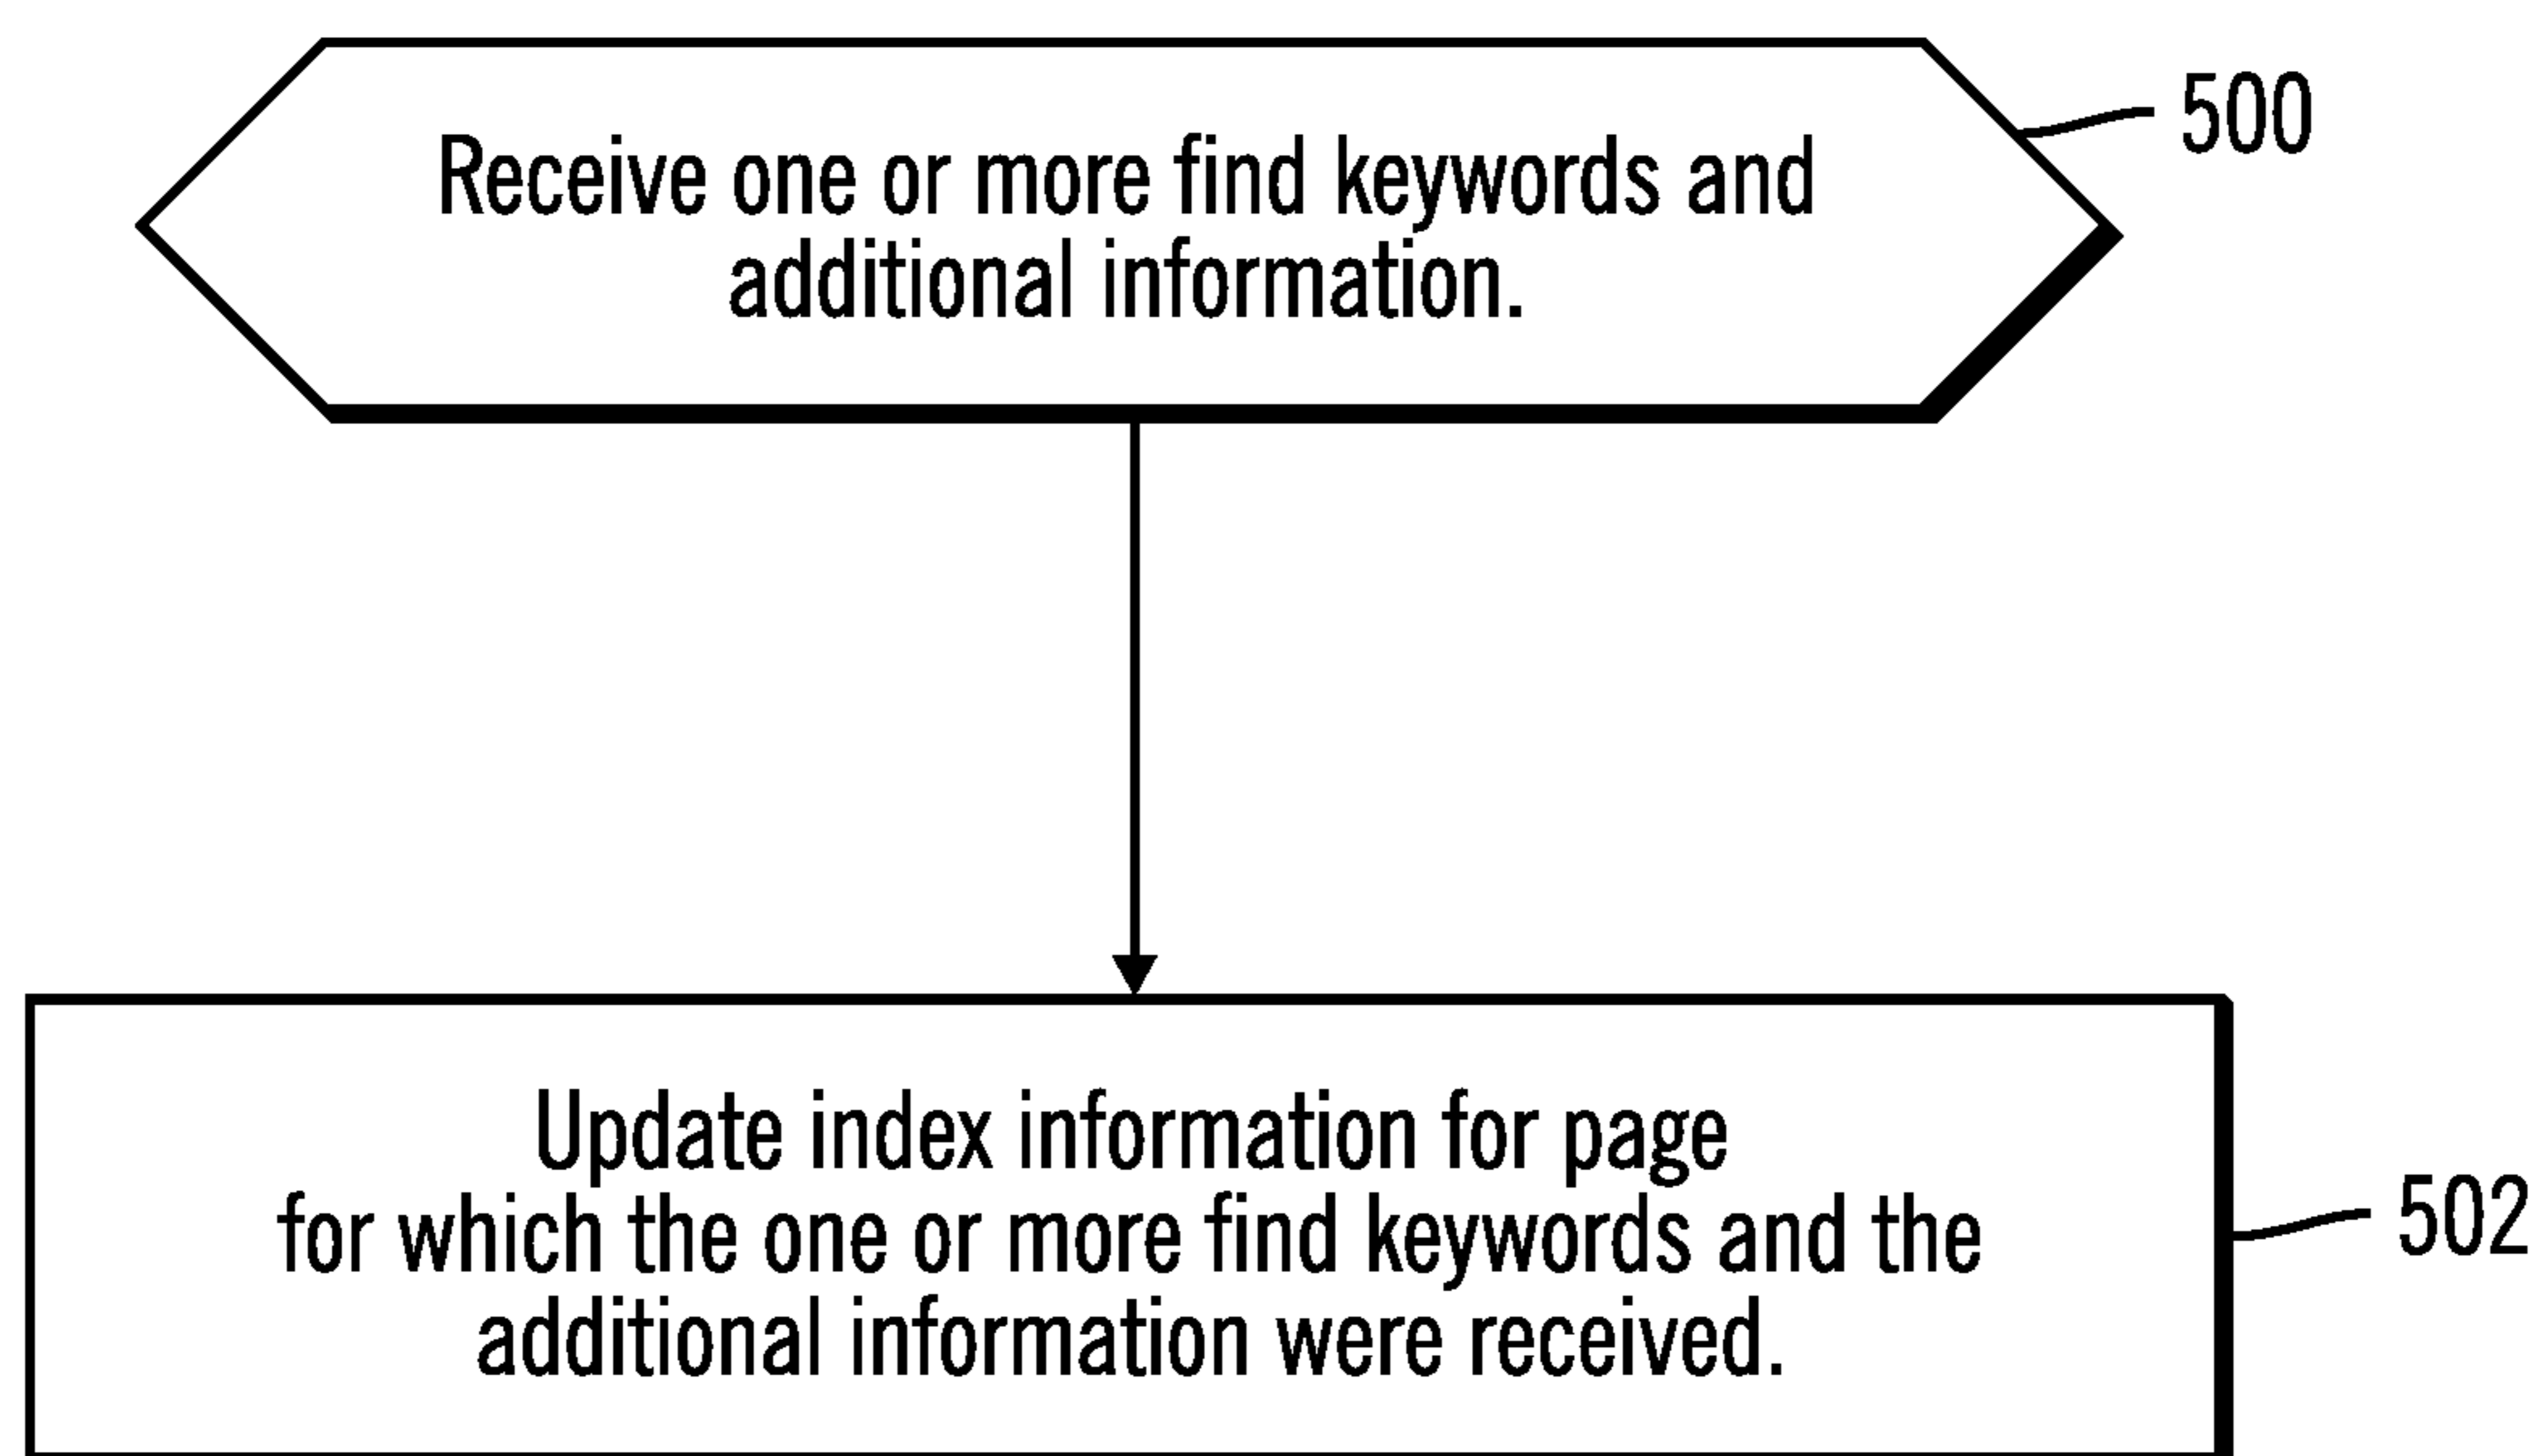 Receive one or more find keywords and
additional information.
500
Update index information for page
for which the one or more find keywords and the
additional information were received.
502